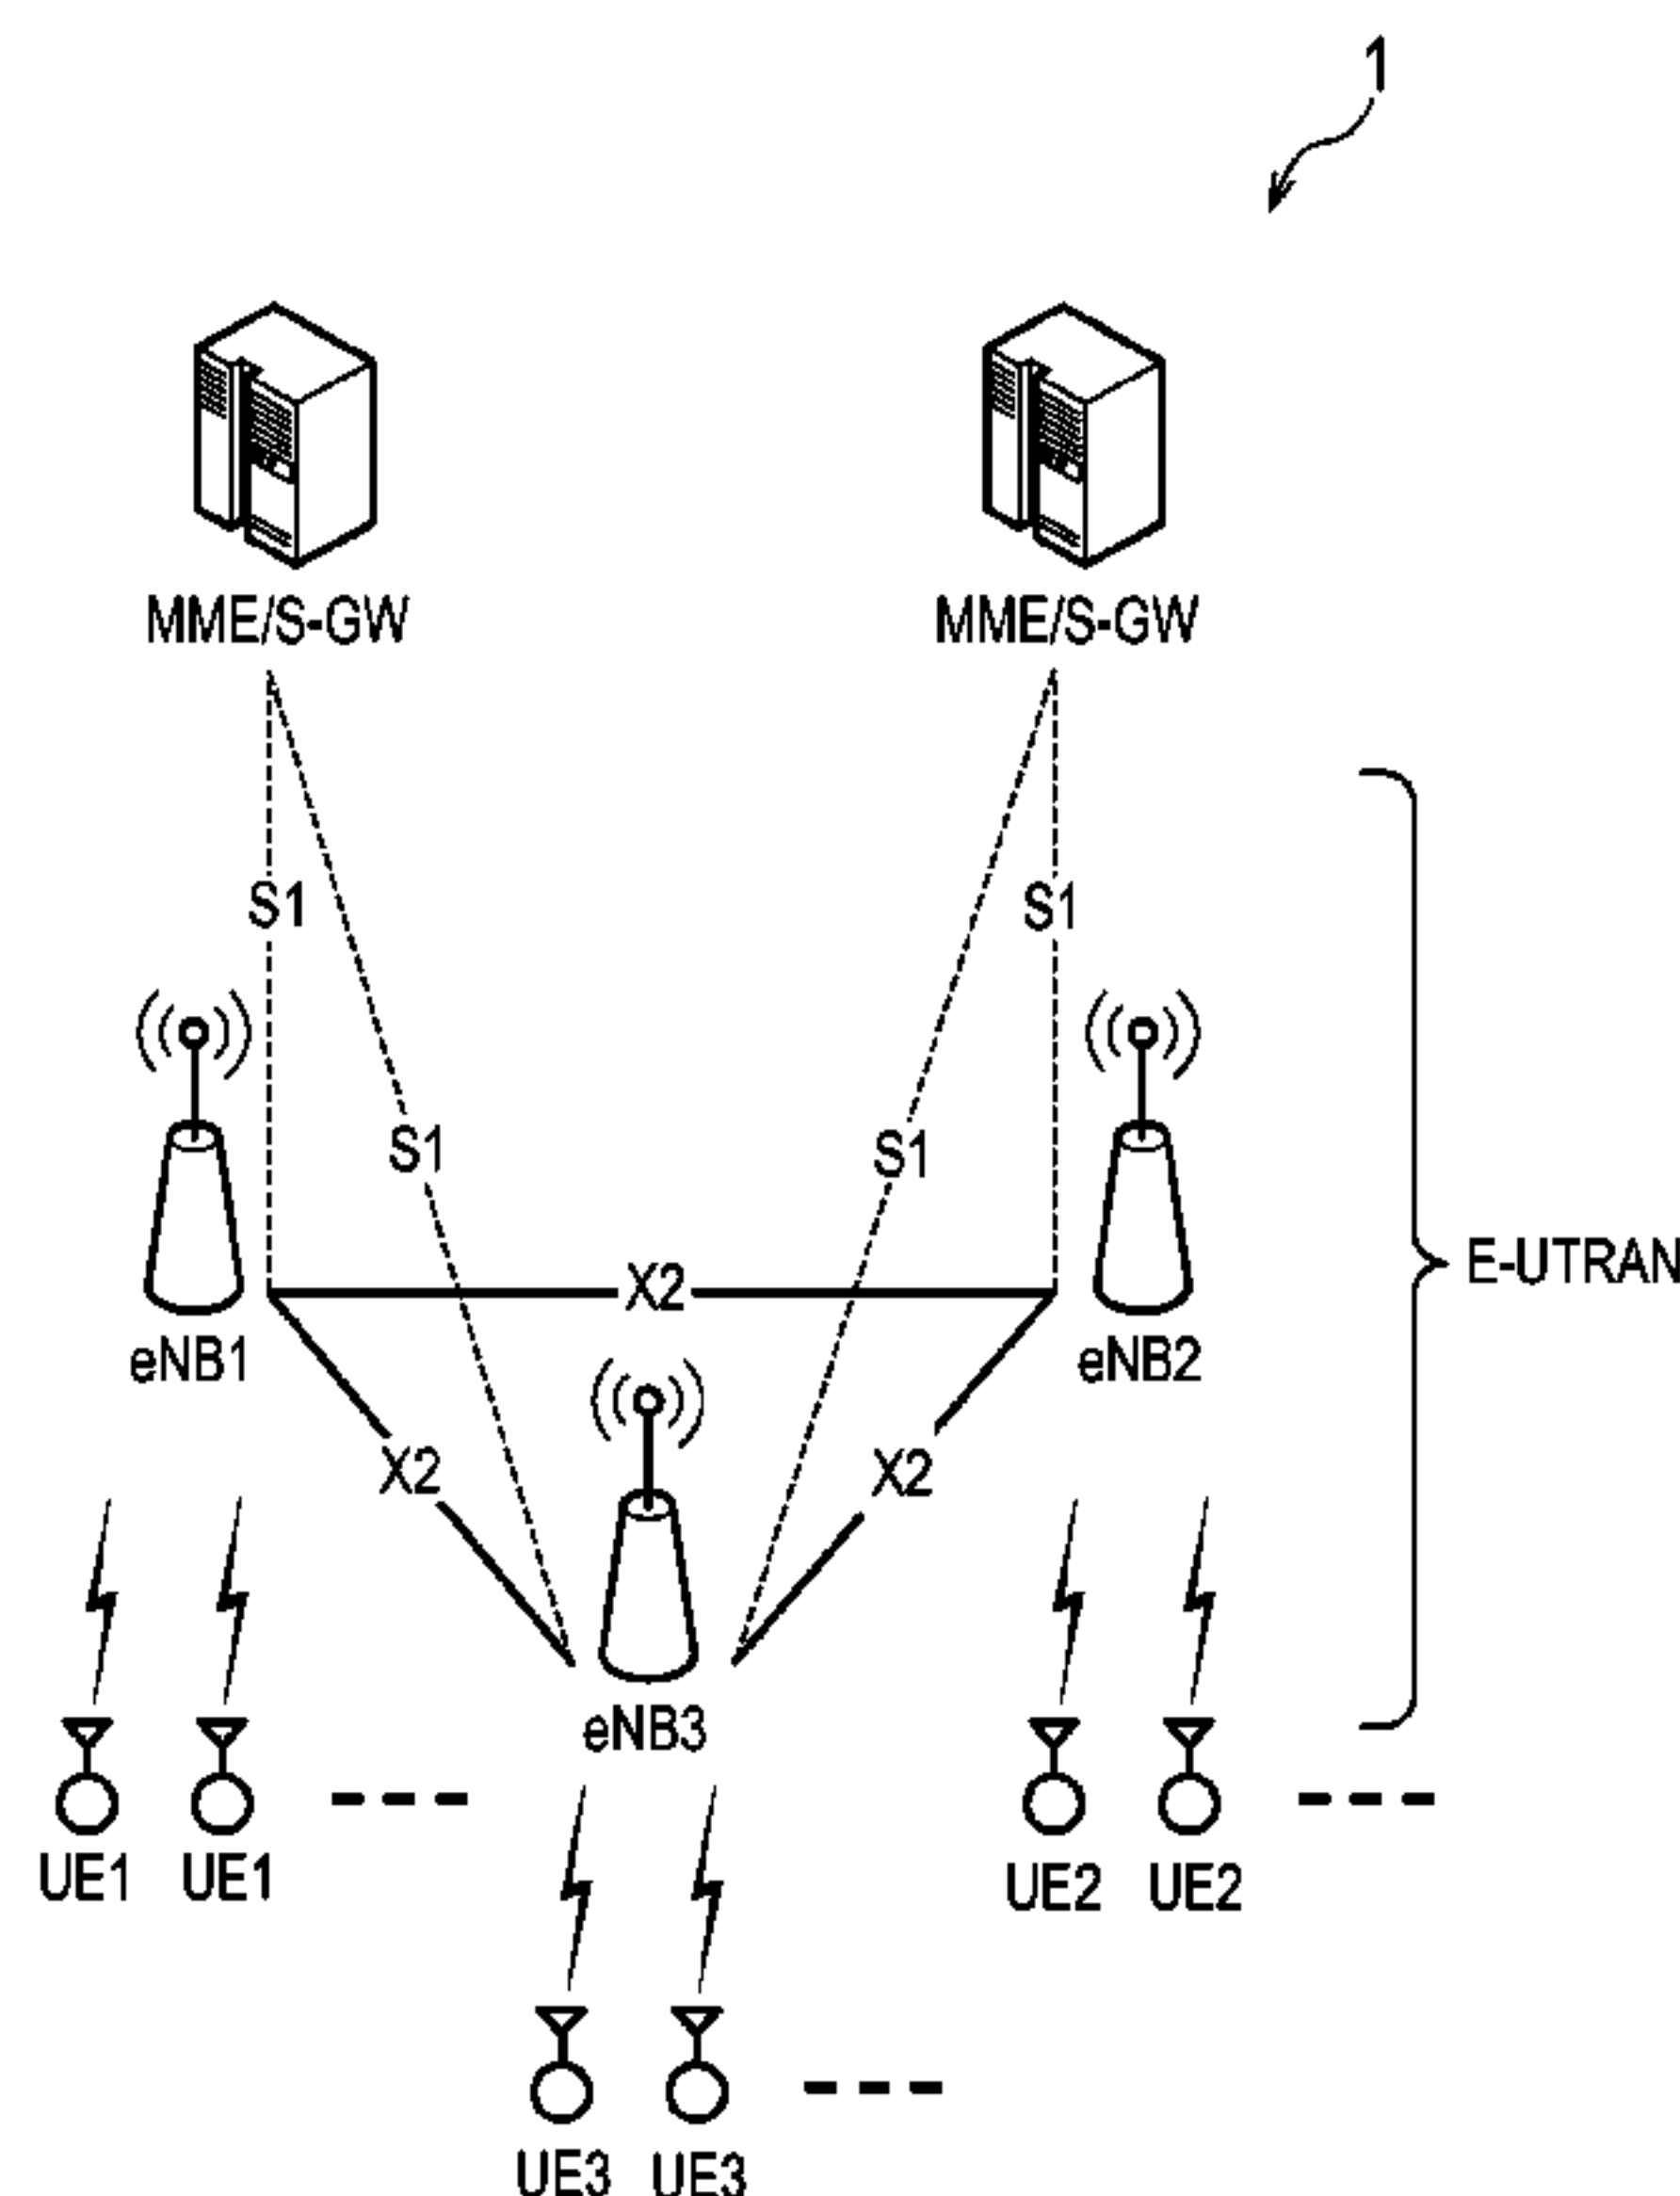 1
MME/S-GW MME/S-GW
S1 S1
S1 S1
E-UTRAN
X2
eNB1 eNB2
X2 X2
eNB3
UE1 UE1 UE2 UE2
UE3 UE3